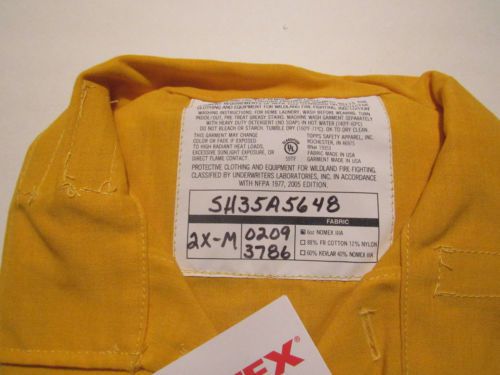 CLOTHING AND EQUIPMENT FOR WILDLAND FIRE FIGHTING,
WASHING INSTRUCTIONS: FOR HOME LAUNDRY, WASH BEFORE WEARING. TURN
INSIDE/OUT, PRE TREAT GREASY STAINS. MACHINE WASH GARMENT SEPARATELY
WITH HEAVY DUTY DETERGENT (NO SOAPS) IN HOT WATER (140°F-60°C)
DO NOT BLEACH OR STARCH. TUMBLE DRY (160°F-71°C). OR TO DRY CLEAN.
THIS GARMENT MAY CHANGE
COLOR OR FADE IF EXPOSED
TO HIGH RADIANT HEAT LOADS,
EXCESSIVE SUNLIGHT EXPOSURE, OR
DIRECT FLAME CONTACT.
UL
CLASSIFIED
55TF
TOPPS SAFETY APPAREL, INC.
ROCHESTER, IN 46975
FABRIC MADE IN USA
GARMENT MADE IN USA
PROTECTIVE CLOTHING AND EQUIPMENT FOR WILDLAND FIRE FIGHTING,
CLASSIFIED BY UNDERWRITERS LABORATORIES, INC. IN ACCORDANCE
WITH NFPA 1977, 2005 EDITION.
SH35A5648
FABRIC
2X-M
0209
3786
6oz NOMEX IIIA
88% FR COTTON 12% NYLON
60% KEVLAR 40% NOMEX IIIA
EX